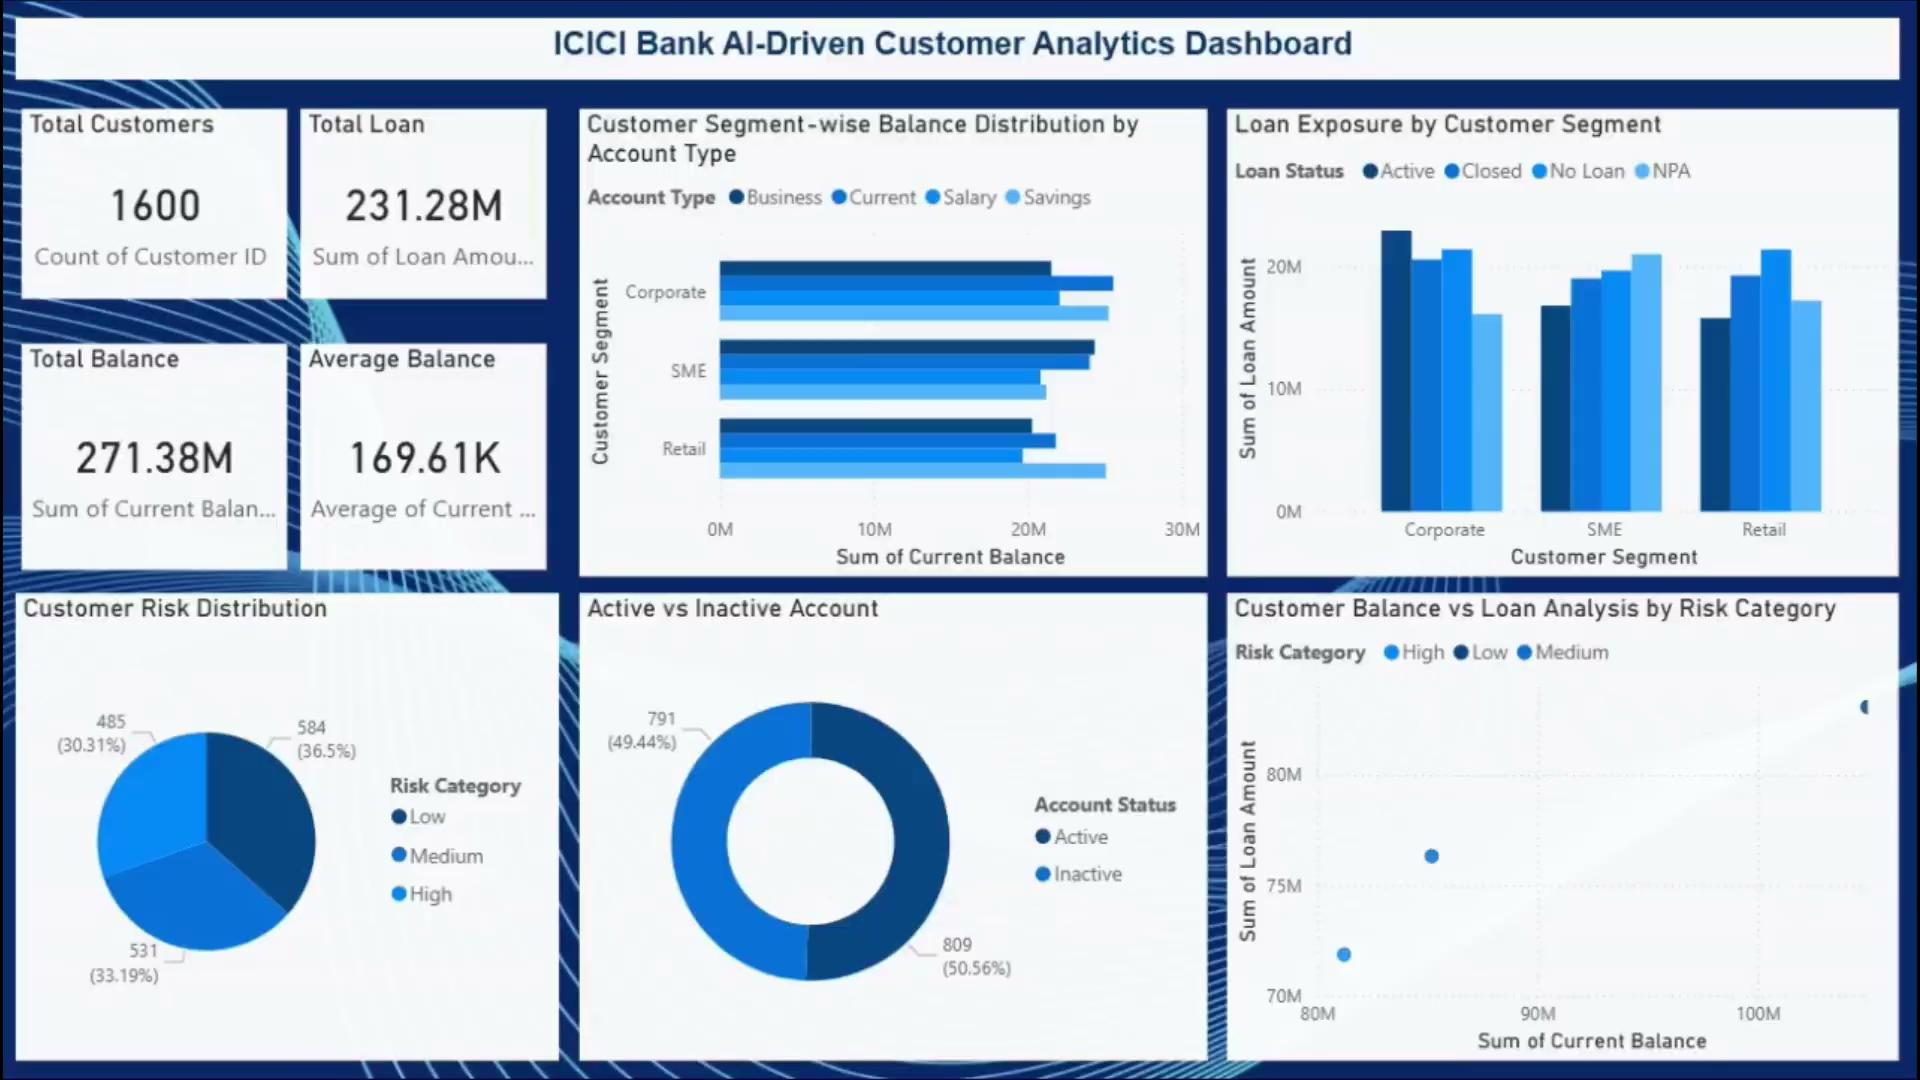 ICICI Bank AI-Driven Customer Analytics Dashboard
Total Customers
1600
Count of Customer ID
Total Loan
231.28M
Sum of Loan Amou...
Total Balance
271.38M
Sum of Current Balan...
Average Balance
169.61K
Average of Current ...
Customer Segment-wise Balance Distribution by
Account Type
Account Type Business Current Salary Savings
Customer Segment
Corporate
SME
Retail
0M 10M 20M 30M
Sum of Current Balance
Loan Exposure by Customer Segment
Loan Status Active Closed No Loan NPA
Sum of Loan Amount
20M
10M
0M
Corporate SME Retail
Customer Segment
Customer Risk Distribution
485
(30.31%)
584
(36.5%)
531
(33.19%)
Risk Category
Low
Medium
High
Active vs Inactive Account
791
(49.44%)
809
(50.56%)
Account Status
Active
Inactive
Customer Balance vs Loan Analysis by Risk Category
Risk Category High Low Medium
Sum of Loan Amount
80M
75M
70M
80M 90M 100M
Sum of Current Balance